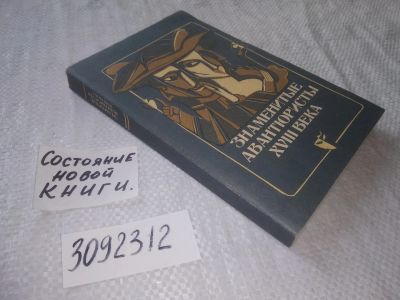 ЗНАМЕНИТЫЕ
АВАНТЮРИСТЫ
XVIII ВЕКА
Состояние
новой
книги.
3092312